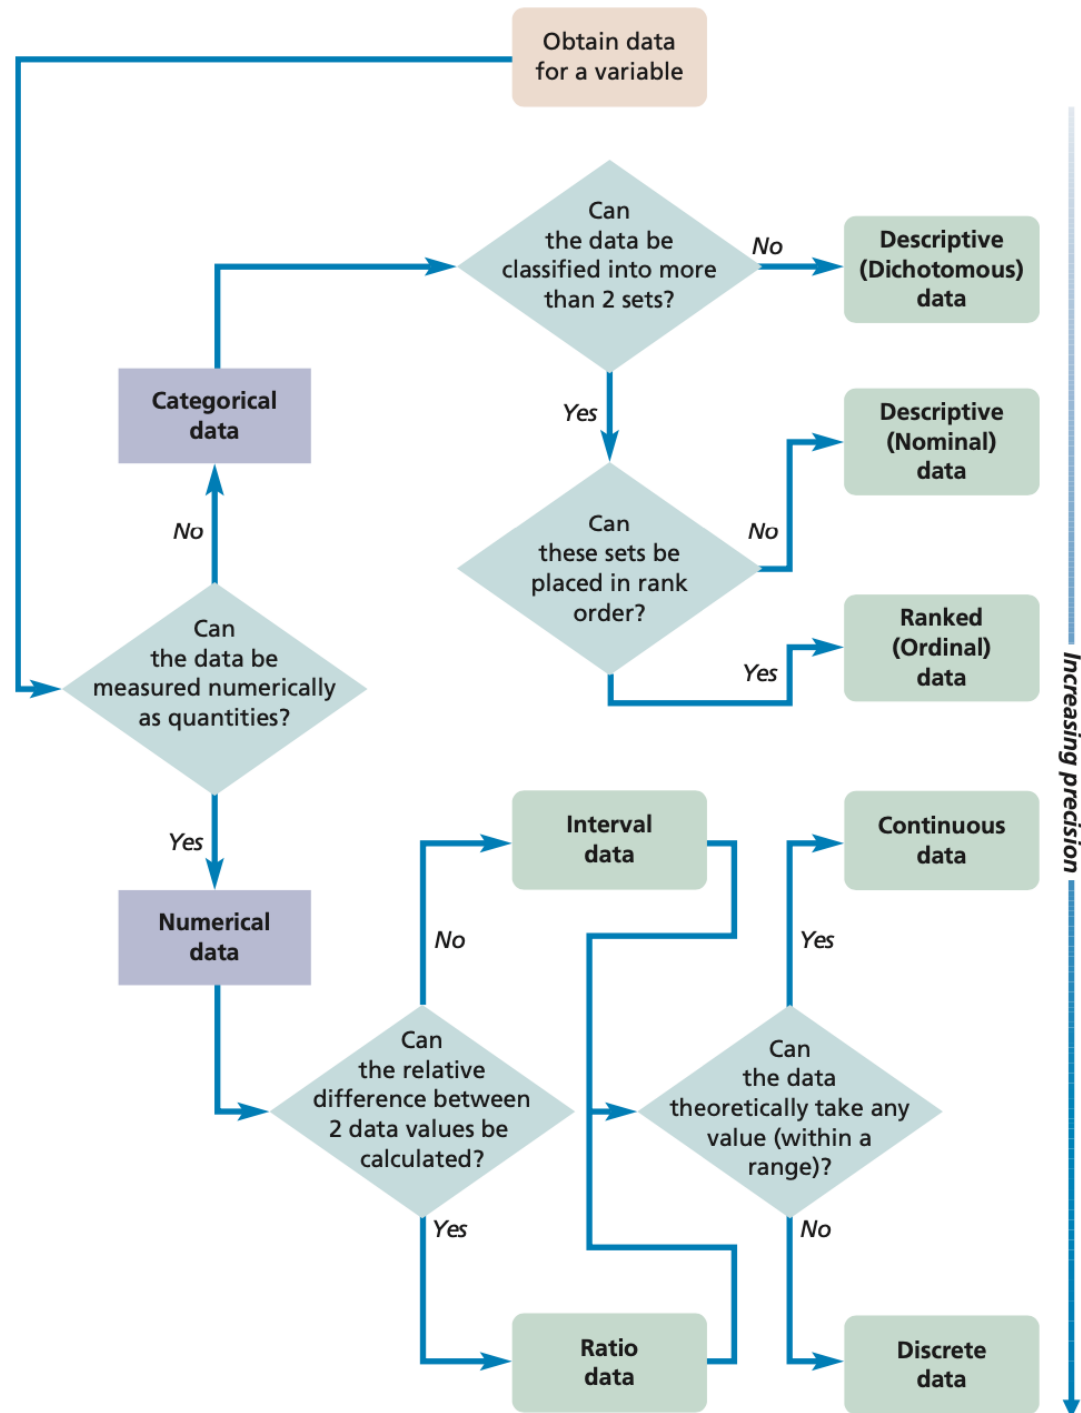 Obtain data
for a variable
Can
the data be
classified into more
than 2 sets?
No
Descriptive
(Dichotomous)
data
Categorical
data
Yes
Descriptive
(Nominal)
data
No
Can
these sets be
placed in rank
order?
No
Ranked
(Ordinal)
data
Yes
Can
the data be
measured numerically
as quantities?
Increasing precision
Yes
Numerical
data
Interval
data
Continuous
data
No
Yes
Can
the relative
difference between
2 data values be
calculated?
Can
the data
theoretically take any
value (within a
range)?
Yes
No
Ratio
data
Discrete
data